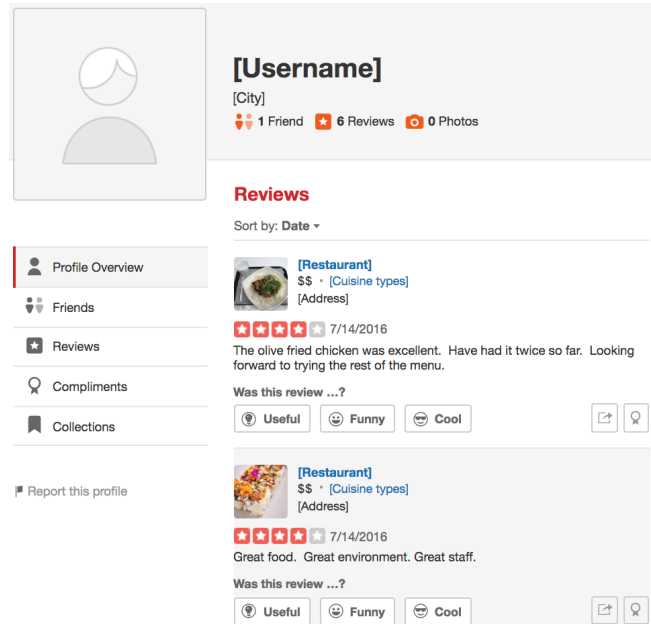 [Username]
[City]
1 Friend 6 Reviews 0 Photos
Reviews
Sort by: Date
Profile Overview
Friends
Reviews
Compliments
Collections
Report this profile
[Restaurant]
$$ • [Cuisine types]
[Address]
7/14/2016
The olive fried chicken was excellent.  Have had it twice so far.  Looking
forward to trying the rest of the menu.
Was this review ...?
Useful Funny Cool
[Restaurant]
$$ • [Cuisine types]
[Address]
7/14/2016
Great food.  Great environment. Great staff.
Was this review ...?
Useful Funny Cool